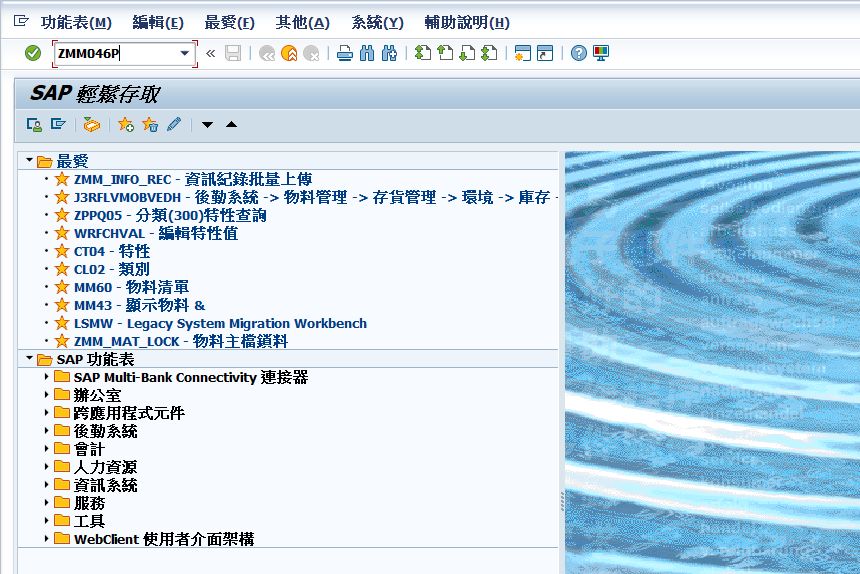 功能表(M) 編輯(E) 最愛(F) 其他(A) 系統(Y) 輔助說明(H)
ZMM046P
SAP 輕鬆存取
最愛
ZMM_INFO_REC - 資訊紀錄批量上傳
J3RFLVMOBVEDH - 後勤系統 -> 物料管理 -> 存貨管理 -> 環境 -> 庫存 -
ZPPQ05 - 分類(300)特性查詢
WRFCHVAL - 編輯特性值
CT04 - 特性
CL02 - 類別
MM60 - 物料清單
MM43 - 顯示物料 &
LSMW - Legacy System Migration Workbench
ZMM_MAT_LOCK - 物料主檔鎖料
SAP 功能表
SAP Multi-Bank Connectivity 連接器
辦公室
跨應用程式元件
後勤系統
會計
人力資源
資訊系統
服務
工具
WebClient 使用者介面架構